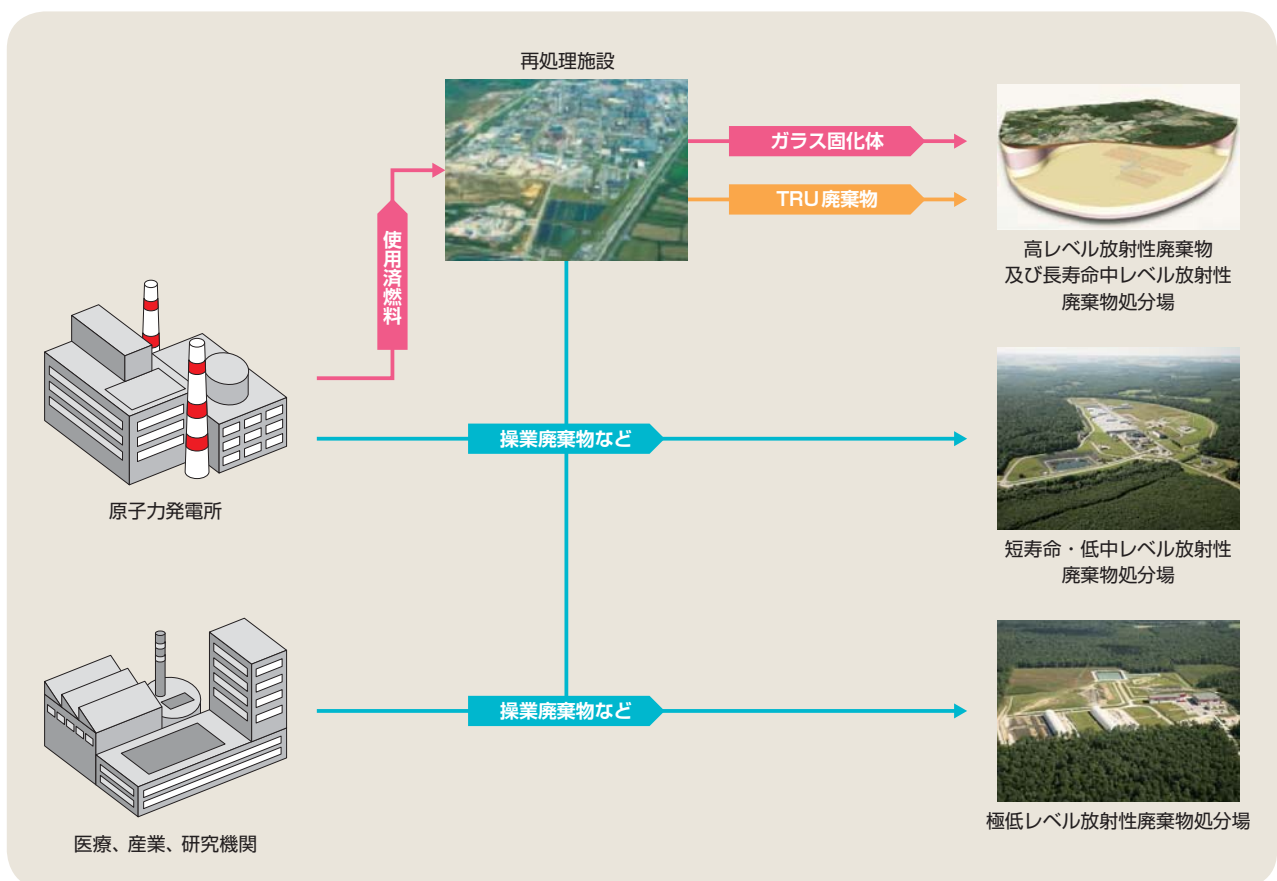 再処理施設
ガラス固化体
TRU廃棄物
使用済燃料
高レベル放射性廃棄物
及び長寿命中レベル放射性
廃棄物処分場
原子力発電所
操業廃棄物など
短寿命・低中レベル放射性
廃棄物処分場
操業廃棄物など
医療、産業、研究機関
極低レベル放射性廃棄物処分場